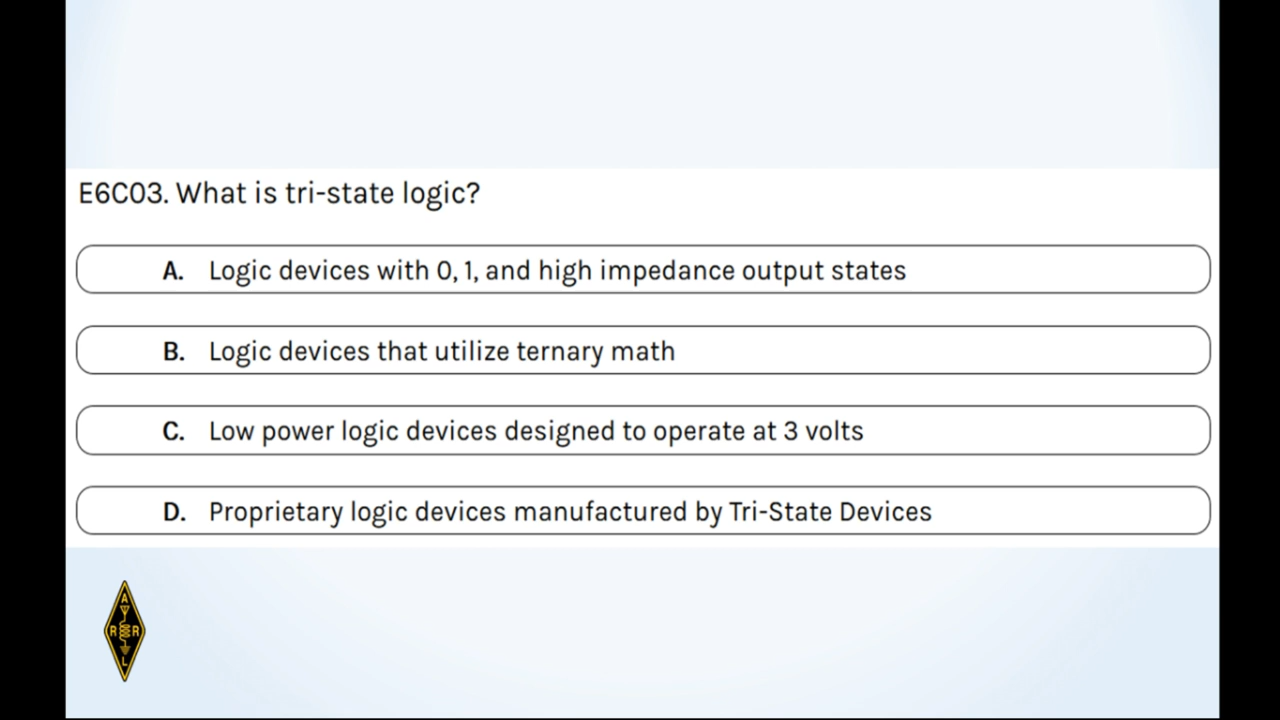 E6C03. What is tri-state logic?
A. Logic devices with 0, 1, and high impedance output states
B. Logic devices that utilize ternary math
C. Low power logic devices designed to operate at 3 volts
D. Proprietary logic devices manufactured by Tri-State Devices
A
R R
L